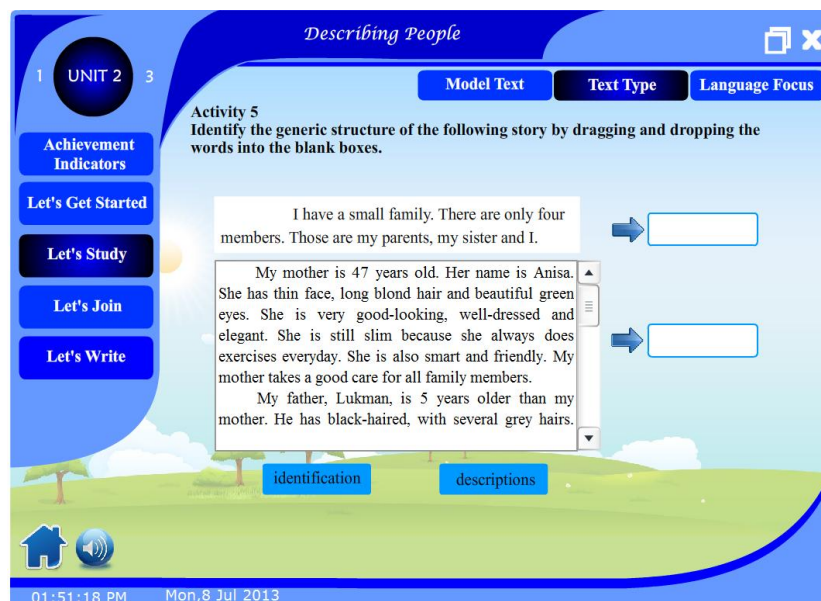 Describing People
1 UNIT 2 3
Model Text
Text Type
Language Focus
Achievement
Indicators
Let's Get Started
Let's Study
Let's Join
Let's Write
Activity 5
Identify the generic structure of the following story by dragging and dropping the
words into the blank boxes.
I have a small family. There are only four
members. Those are my parents, my sister and I.
My mother is 47 years old. Her name is Anisa.
She has thin face, long blond hair and beautiful green
eyes. She is very good-looking, well-dressed and
elegant. She is still slim because she always does
exercises everyday. She is also smart and friendly. My
mother takes a good care for all family members.
My father, Lukman, is 5 years older than my
mother. He has black-haired, with several grey hairs.
identification
descriptions
01:51:18 PM
Mon,8 Jul 2013